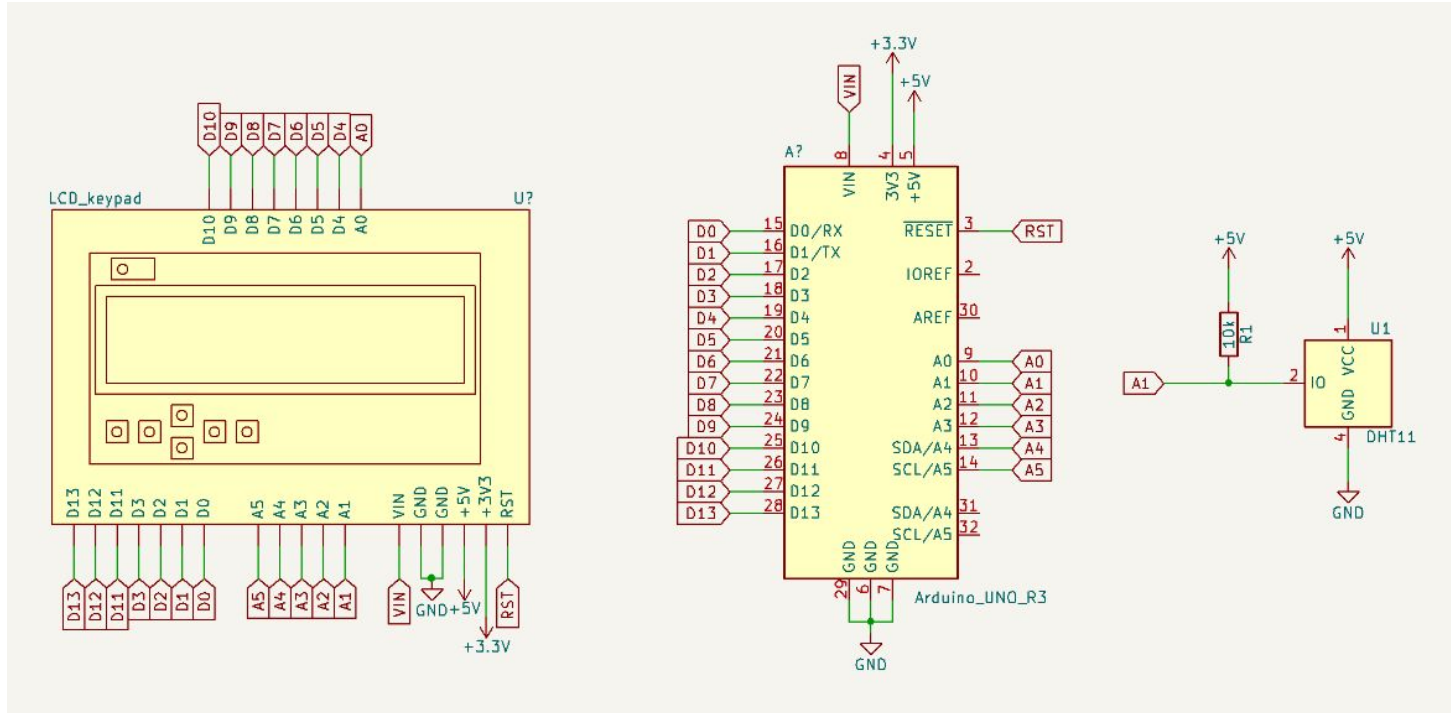 D10 D9 D8 D7 D6 D5 D4 A0
LCD_keypad U?
D10 D9 D8 D7 D6 D5 D4 A0
D13 D12 D11 D3 D2 D1 D0 A5 A4 A3 A2 A1 VIN GND GND +5V +3V3 RST
D13 D12 D11 D3 D2 D1 D0 A5 A4 A3 A2 A1 VIN GND +5V RST
+3.3V
+3.3V
VIN +5V
A?
8 4 5
VIN 3V3 +5V
D0 15 D0/RX RESET 3 RST
D1 16 D1/TX
D2 17 D2 IOREF 2
D3 18 D3
D4 19 D4 AREF 30
D5 20 D5
D6 21 D6 A0 9 A0
D7 22 D7 A1 10 A1
D8 23 D8 A2 11 A2
D9 24 D9 A3 12 A3
D10 25 D10 SDA/A4 13 A4
D11 26 D11 SCL/A5 14 A5
D12 27 D12
D13 28 D13 SDA/A4 31
SCL/A5 32
GND GND GND
29 6 7
Arduino_UNO_R3
GND
+5V +5V
10k R1
1 U1
VCC
A1 2 IO
GND
4 DHT11
GND